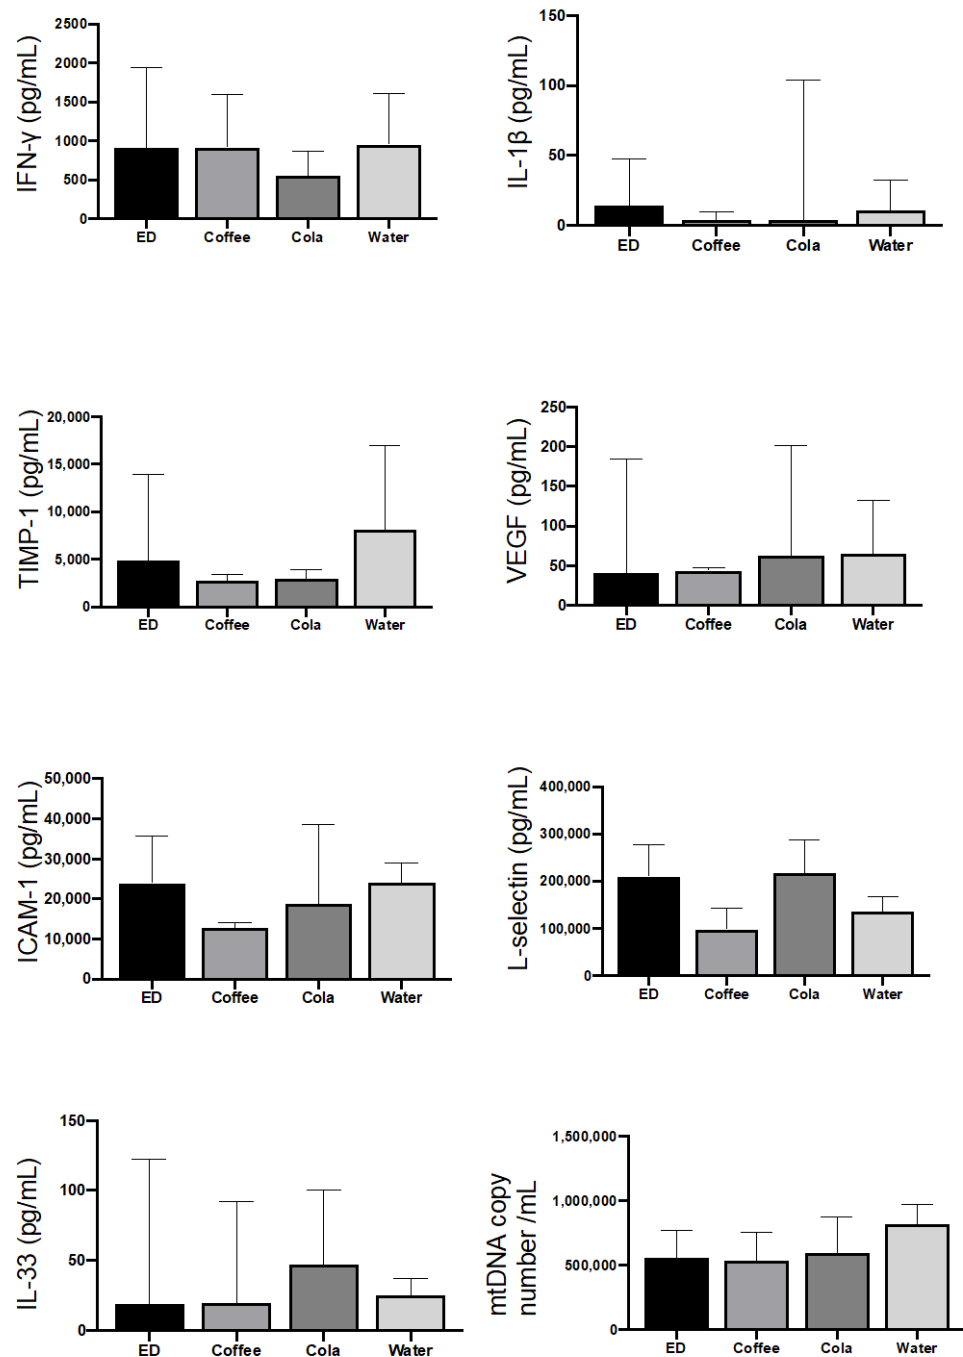 IFN-γ (pg/mL)
2500
2000
1500
1000
500
0
ED Coffee Cola Water
IL-1β (pg/mL)
150
100
50
0
ED Coffee Cola Water
TIMP-1 (pg/mL)
20,000
15,000
10,000
5,000
0
ED Coffee Cola Water
VEGF (pg/mL)
250
200
150
100
50
0
ED Coffee Cola Water
ICAM-1 (pg/mL)
50,000
40,000
30,000
20,000
10,000
0
ED Coffee Cola Water
L-selectin (pg/mL)
400,000
300,000
200,000
100,000
0
ED Coffee Cola Water
IL-33 (pg/mL)
150
100
50
0
ED Coffee Cola Water
mtDNA copy
number /mL
1,500,000
1,000,000
500,000
0
ED Coffee Cola Water